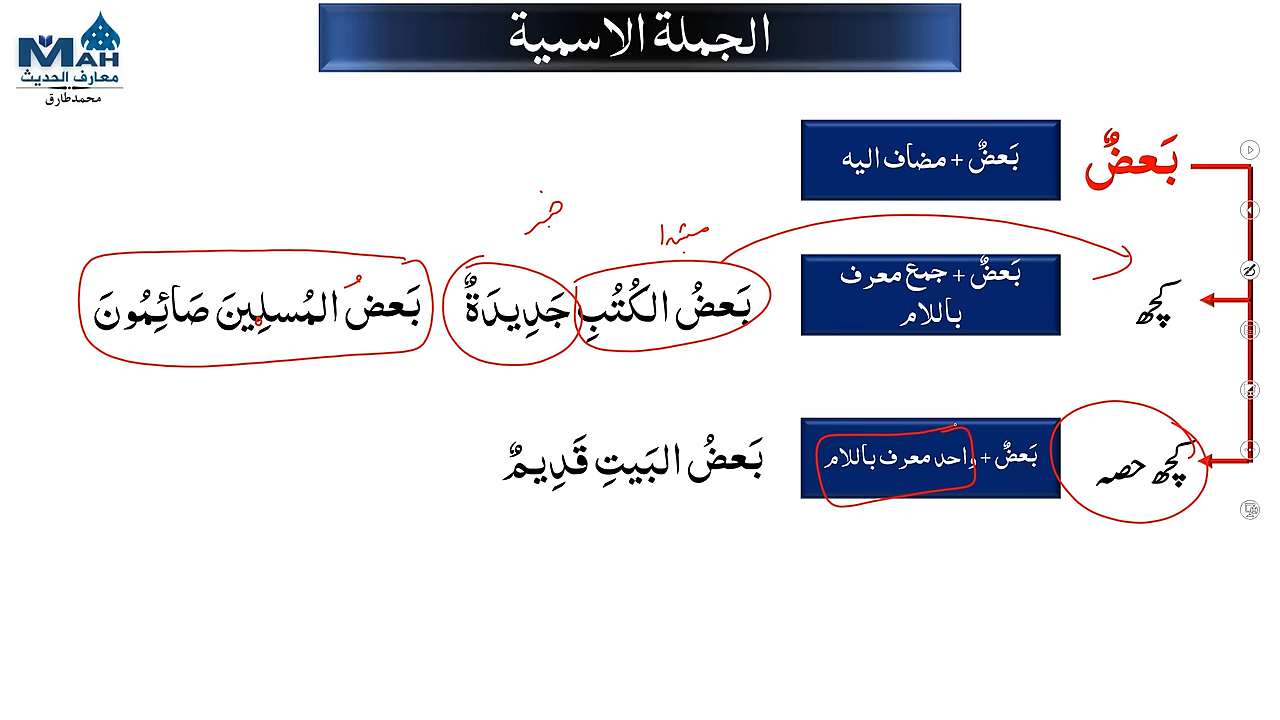 الجملة الاسمية
MAH
معارف الحديث
محمد طارق
بَعضٌ
بَعضٌ + مضاف اليه
بَعضٌ + جمع معرف
باللام
کچھ
مبتدا
خبر
بَعضُ الكُتُبِ جَدِيدَةٌ
بَعضُ المُسلِينَ صَائِمُونَ
کچھ حصہ
بَعضٌ + واحد معرف باللام
بَعضُ البَيتِ قَدِيمٌ